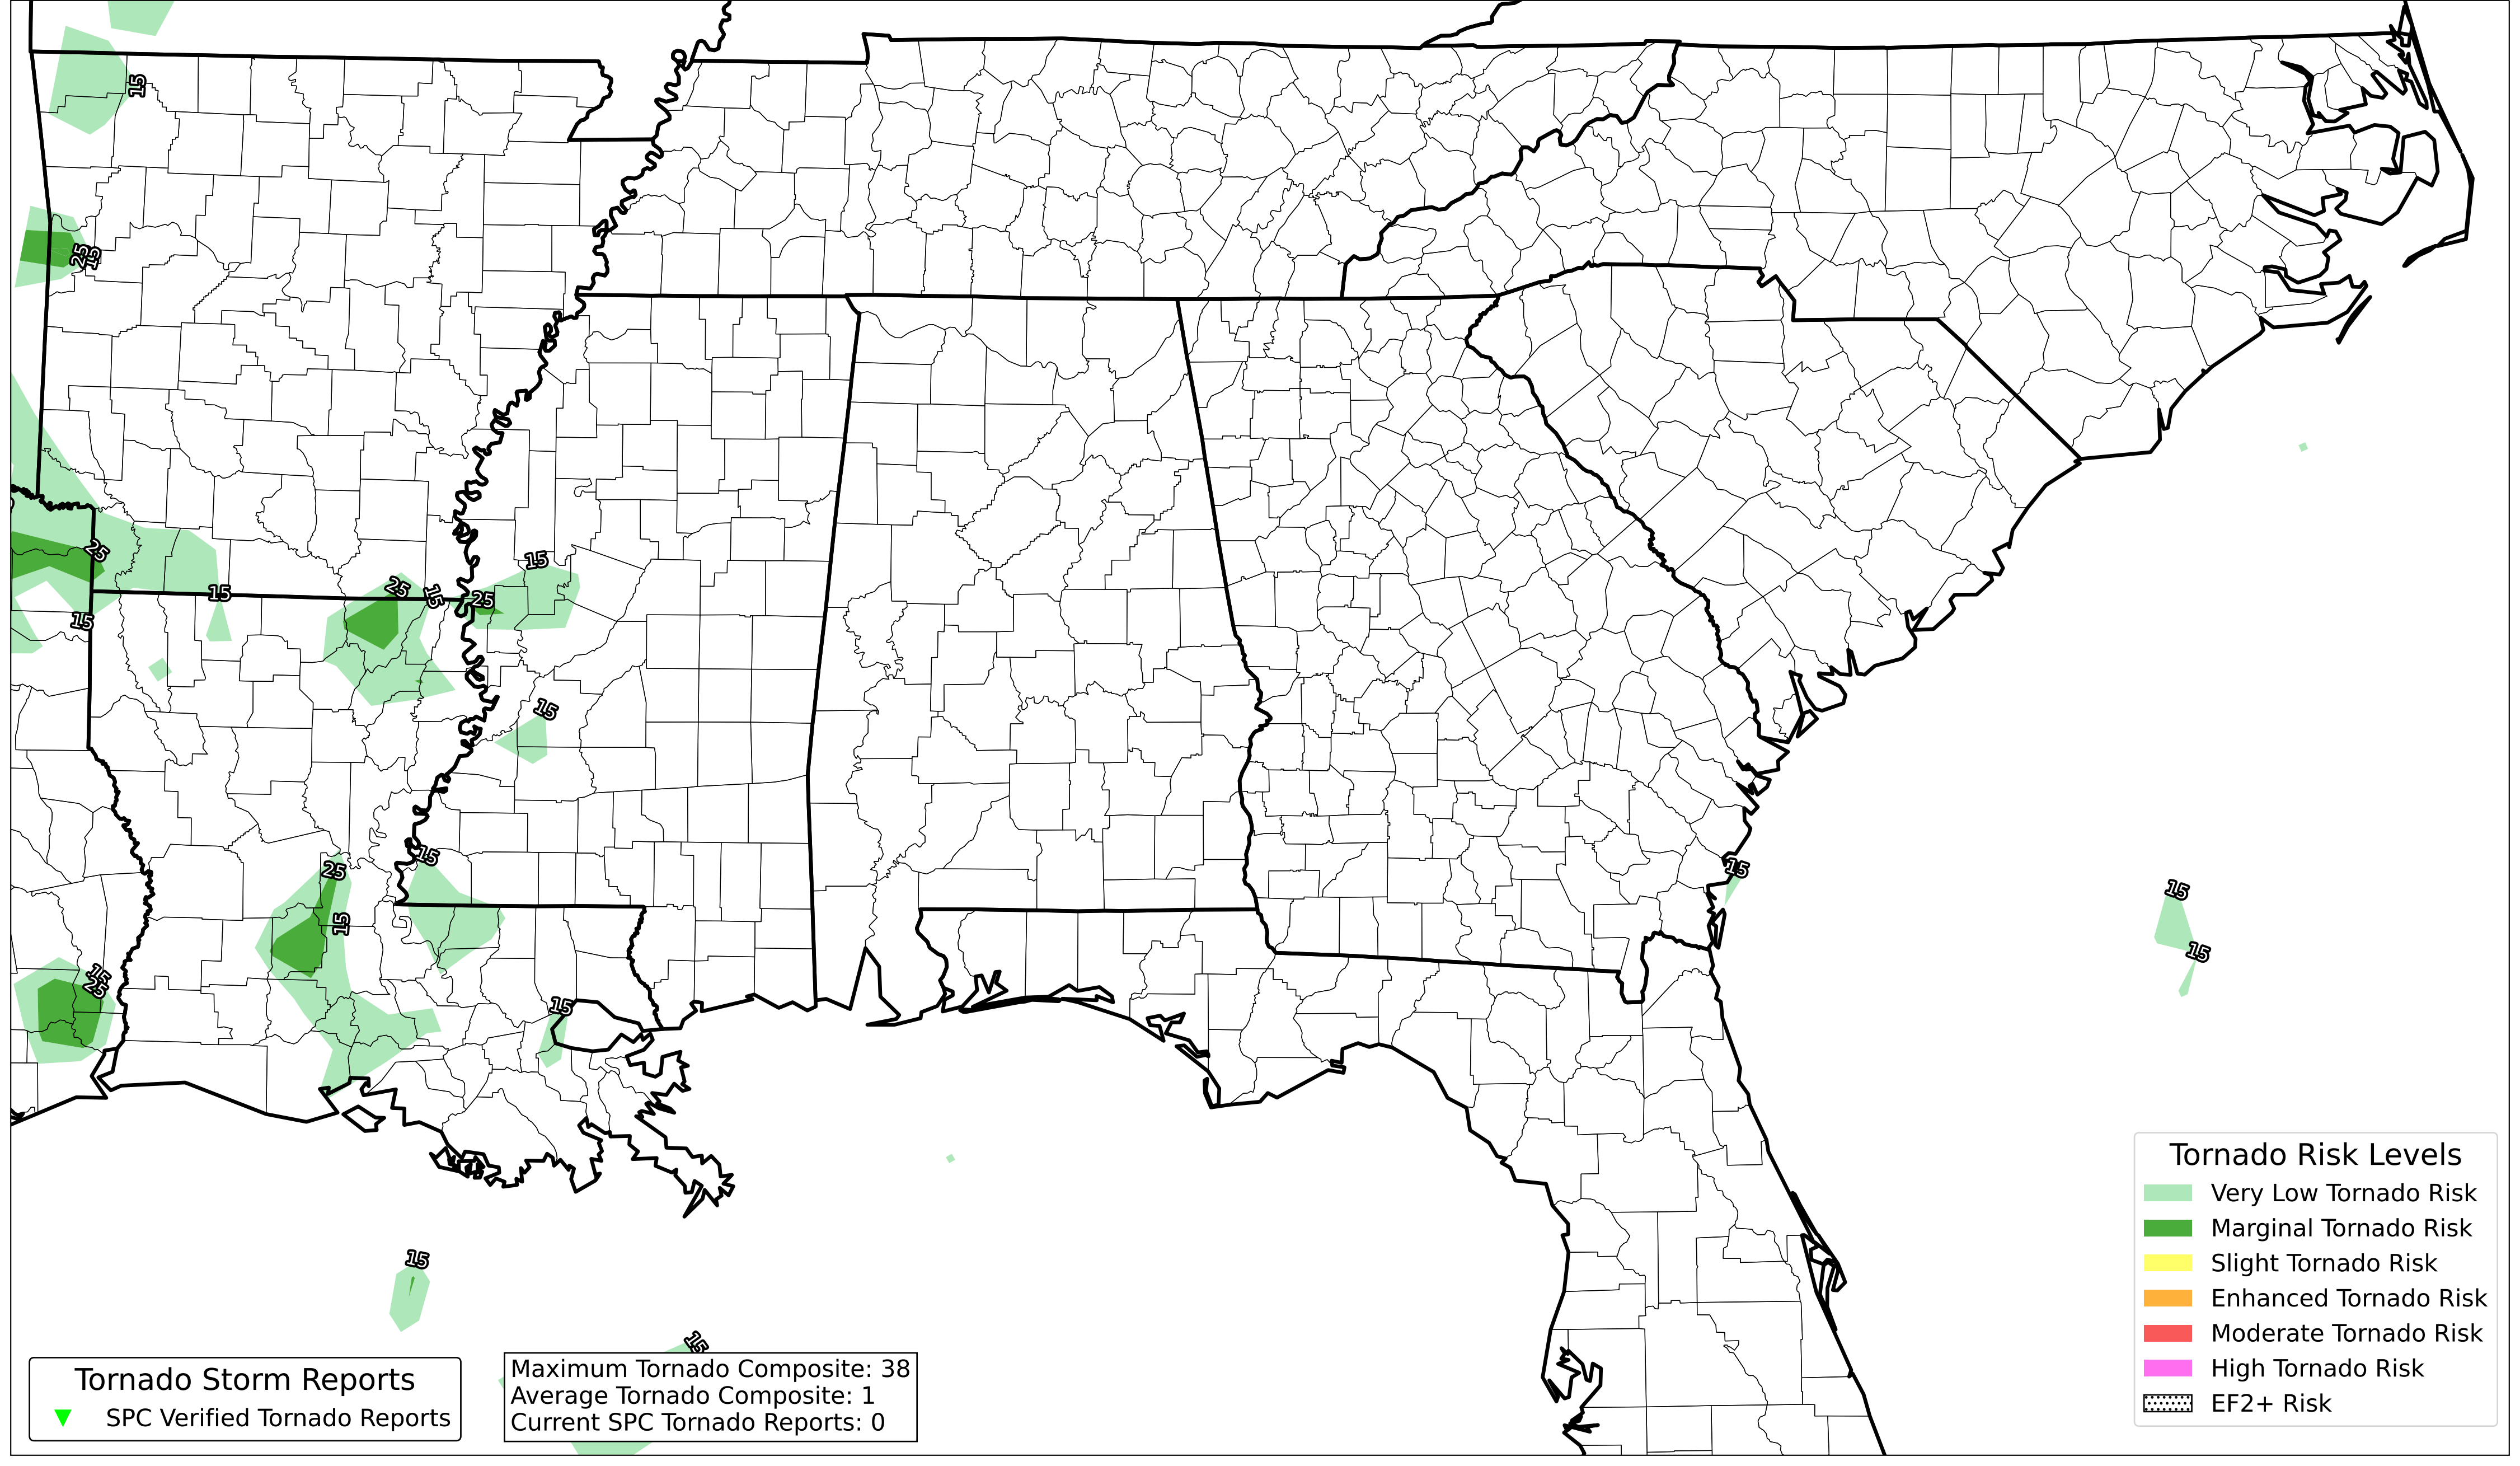 15
25
15
25
15
15
15
25
15
25
15
15
25
15
15
15
25
15
15
15
15
15
15
Tornado Storm Reports
SPC Verified Tornado Reports
Maximum Tornado Composite: 38
Average Tornado Composite: 1
Current SPC Tornado Reports: 0
Tornado Risk Levels
Very Low Tornado Risk
Marginal Tornado Risk
Slight Tornado Risk
Enhanced Tornado Risk
Moderate Tornado Risk
High Tornado Risk
EF2+ Risk